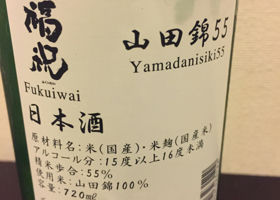 福祝
Fukuiwai
山田錦55
Yamadanisiki55
日本酒
原材料名:米(国産)・米麹(国産米)
アルコール分:15度以上16度未満
精米歩合:55%
使用米:山田錦100%
容量:720ml